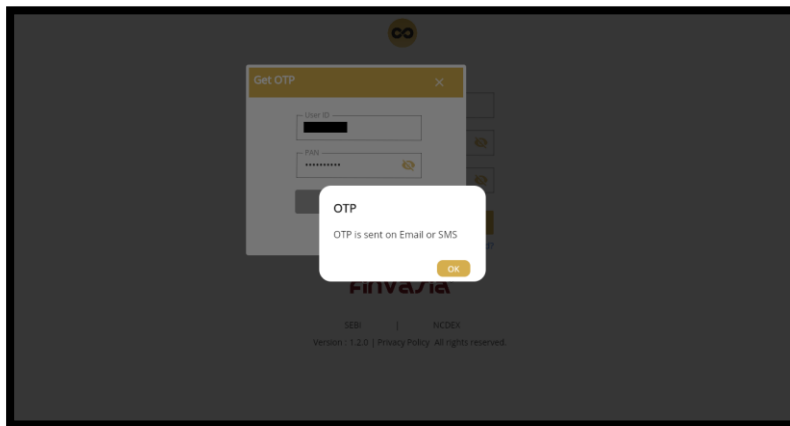 Get OTP
User ID
PAN
••••••••••
OTP
OTP is sent on Email or SMS
OK
Finvasia
SEBI | NCDEX
Version : 1.2.0 | Privacy Policy All rights reserved.